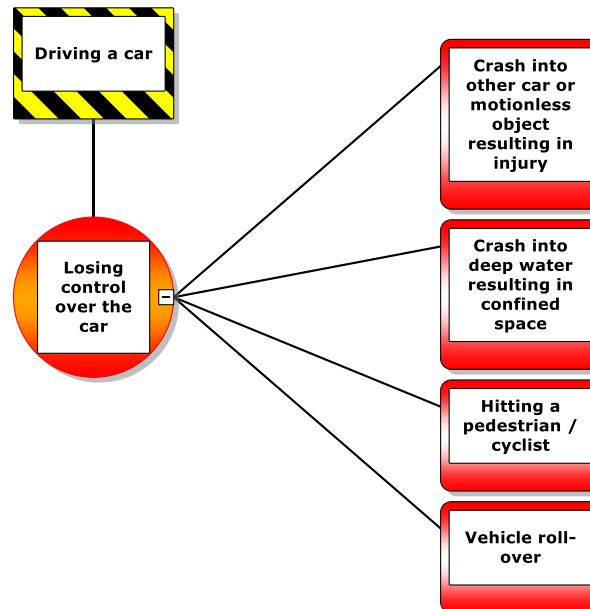 Driving a car
Losing
control
over the
car
Crash into
other car or
motionless
object
resulting in
injury
Crash into
deep water
resulting in
confined
space
Hitting a
pedestrian /
cyclist
Vehicle roll-
over